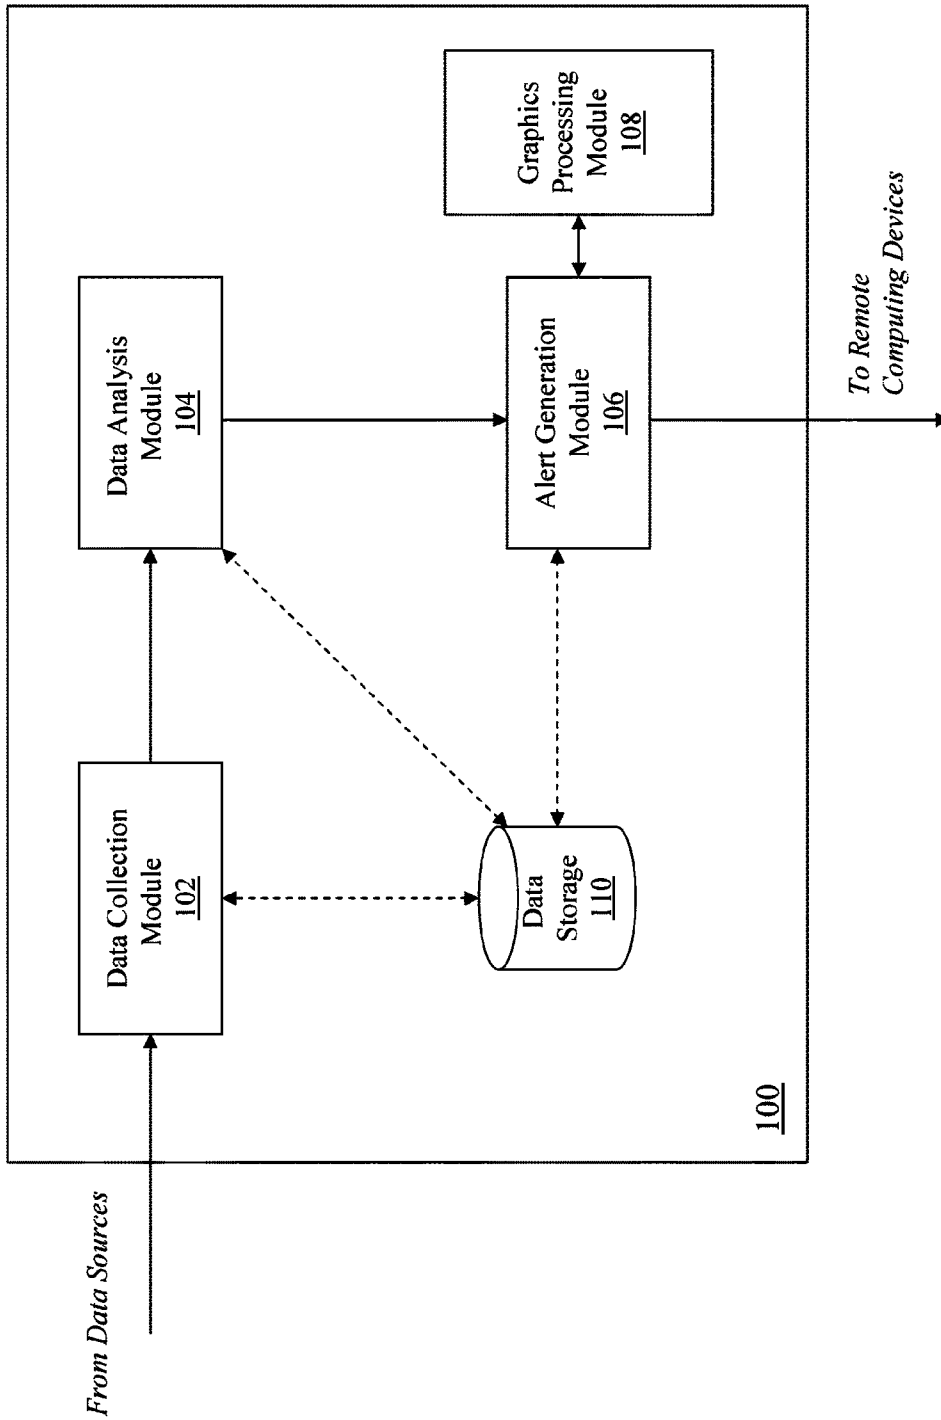 From Data Sources
Data Collection
Module
102
Data Analysis
Module
104
Data
Storage
110
Alert Generation
Module
106
Graphics
Processing
Module
108
100
To Remote
Computing Devices